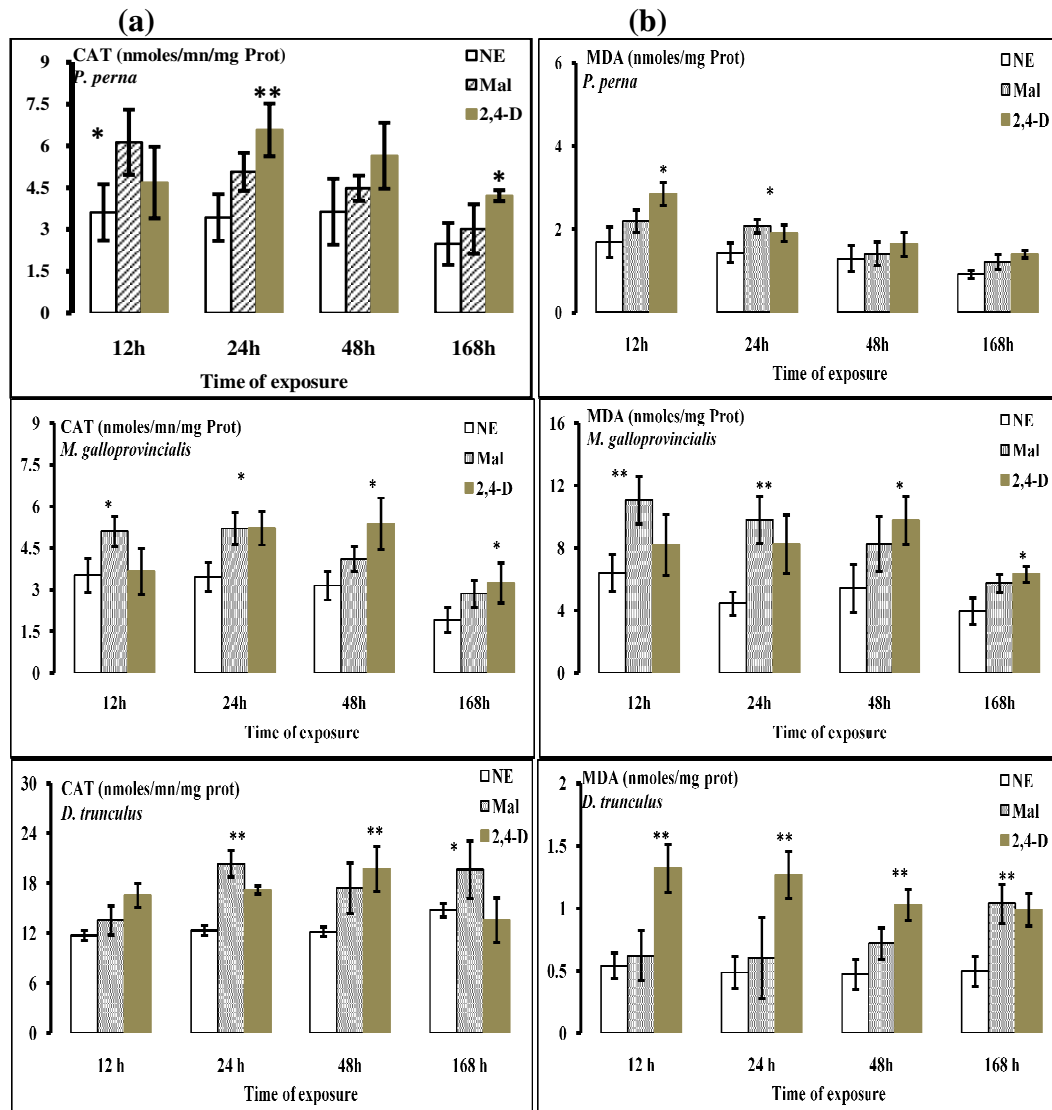 (a)
(b)
CAT (nmoles/mn/mg Prot)
P. perna
NE
Mal
2,4-D
9
7.5
6
4.5
3
1.5
0
*
**
*
12h 24h 48h 168h
Time of exposure
MDA (nmoles/mg Prot)
P. perna
NE
Mal
2,4-D
6
4
2
0
*
*
12h 24h 48h 168h
Time of exposure
CAT (nmoles/mn/mg Prot)
M. galloprovincialis
NE
Mal
2,4-D
9
7.5
6
4.5
3
1.5
0
*
*
*
*
12h 24h 48h 168h
Time of exposure
MDA (nmoles/mg Prot)
M. galloprovincialis
NE
Mal
2,4-D
16
12
8
4
0
**
**
*
*
12h 24h 48h 168h
Time of exposure
CAT (nmoles/mn/mg prot)
D. trunculus
NE
Mal
2,4-D
30
24
18
12
6
0
**
**
*
12 h 24 h 48 h 168 h
Time of exposure
MDA (nmoles/mg prot)
D. trunculus
NE
Mal
2,4-D
2
1.5
1
0.5
0
**
**
**
**
12 h 24 h 48 h 168 h
Time of exposure